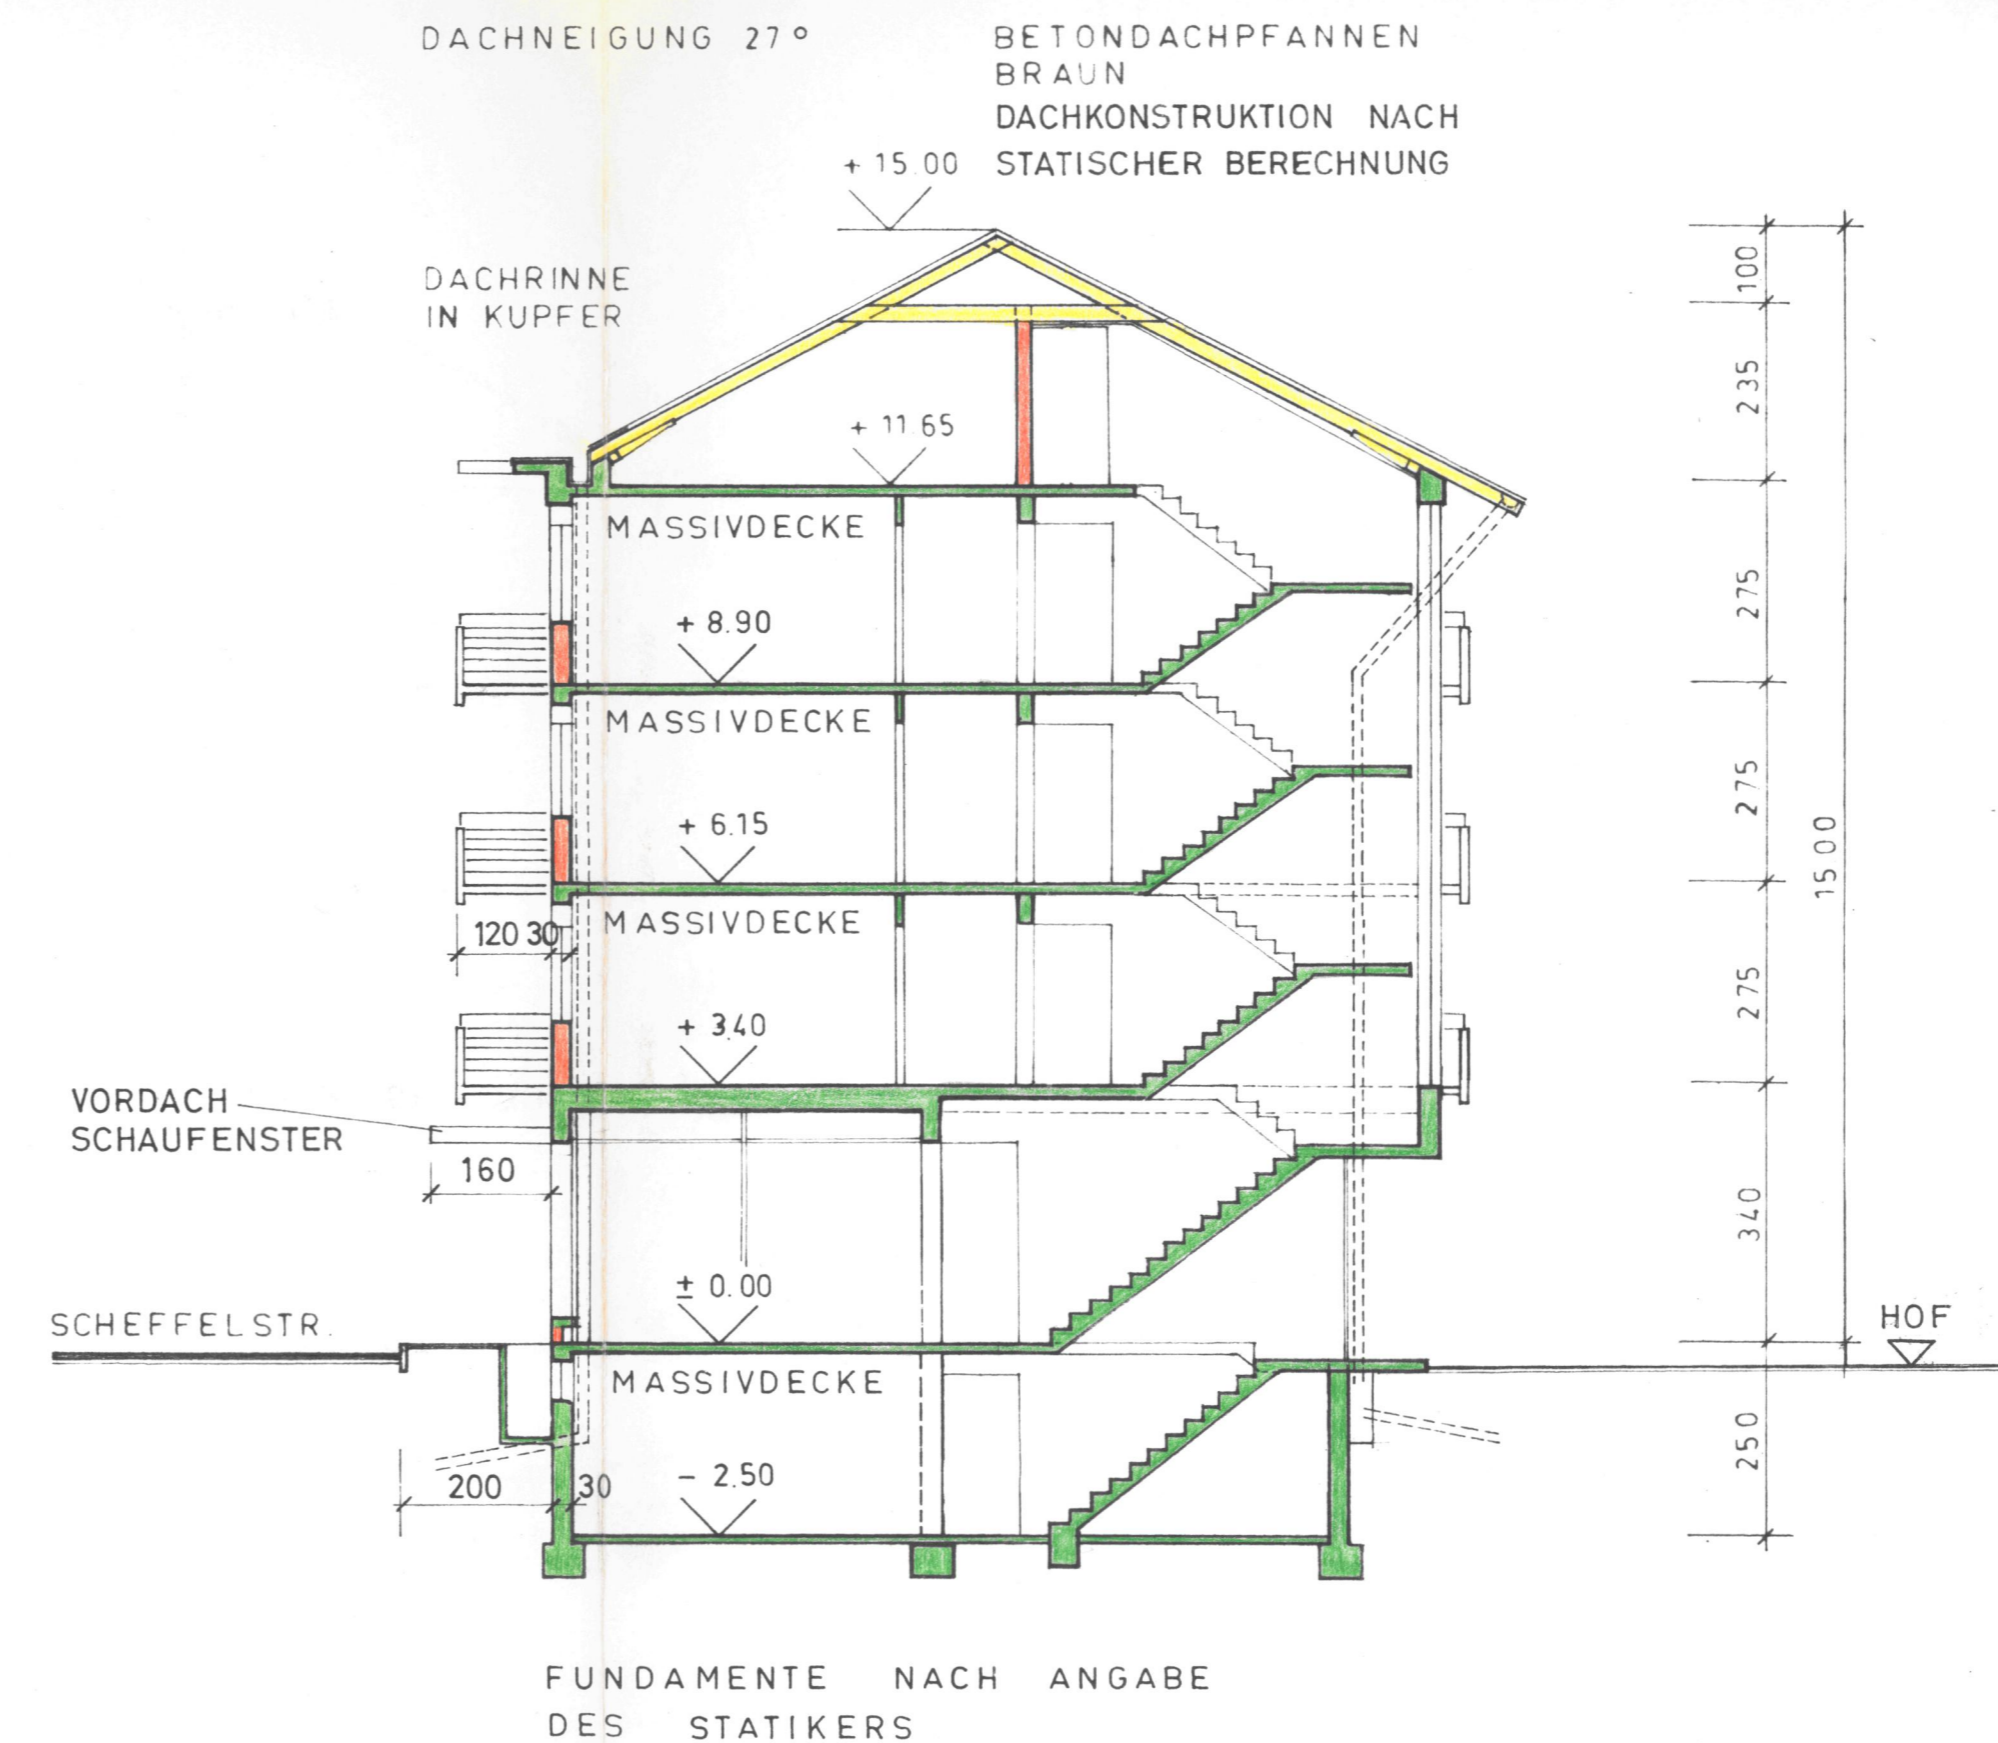 DACHNEIGUNG 27°
BETONDACHPFANNEN
BRAUN
DACHKONSTRUKTION NACH
STATISCHER BERECHNUNG
+ 15.00
DACHRINNE
IN KUPFER
100
235
+ 11.65
MASSIVDECKE
275
+ 8.90
MASSIVDECKE
275
+ 6.15
1500
MASSIVDECKE
120 30
275
+ 3.40
VORDACH
SCHAUFENSTER
160
340
± 0.00
SCHEFFELSTR.
HOF
MASSIVDECKE
250
- 2.50
200 30
FUNDAMENTE NACH ANGABE
DES STATIKERS